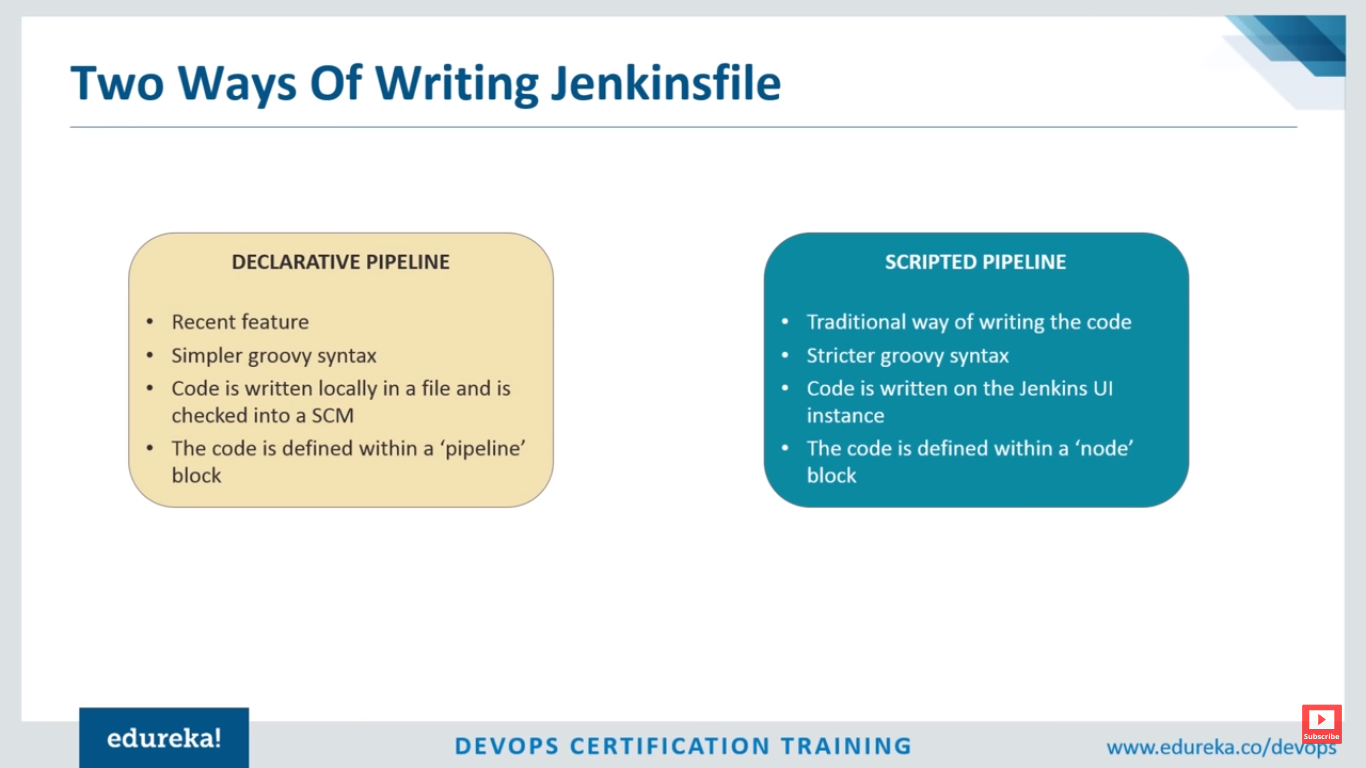 Two Ways Of Writing Jenkinsfile
DECLARATIVE PIPELINE
• Recent feature
• Simpler groovy syntax
• Code is written locally in a file and is
checked into a SCM
• The code is defined within a ‘pipeline’
block
SCRIPTED PIPELINE
• Traditional way of writing the code
• Stricter groovy syntax
• Code is written on the Jenkins UI
instance
• The code is defined within a ‘node’
block
edureka!
DEVOPS CERTIFICATION TRAINING
www.edureka.co/devops
Subscribe